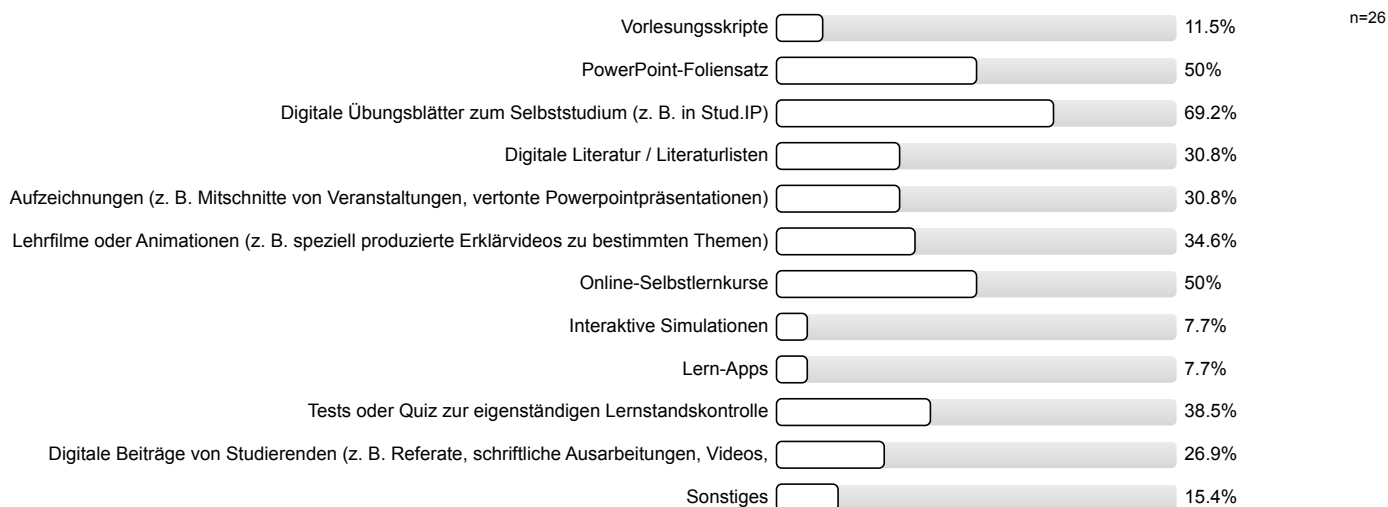 n=26
Vorlesungsskripte 11.5%
PowerPoint-Foliensatz 50%
Digitale Übungsblätter zum Selbststudium (z. B. in Stud.IP) 69.2%
Digitale Literatur / Literaturlisten 30.8%
Aufzeichnungen (z. B. Mitschnitte von Veranstaltungen, vertonte Powerpointpräsentationen) 30.8%
Lehrfilme oder Animationen (z. B. speziell produzierte Erklärvideos zu bestimmten Themen) 34.6%
Online-Selbstlernkurse 50%
Interaktive Simulationen 7.7%
Lern-Apps 7.7%
Tests oder Quiz zur eigenständigen Lernstandskontrolle 38.5%
Digitale Beiträge von Studierenden (z. B. Referate, schriftliche Ausarbeitungen, Videos, 26.9%
Sonstiges 15.4%